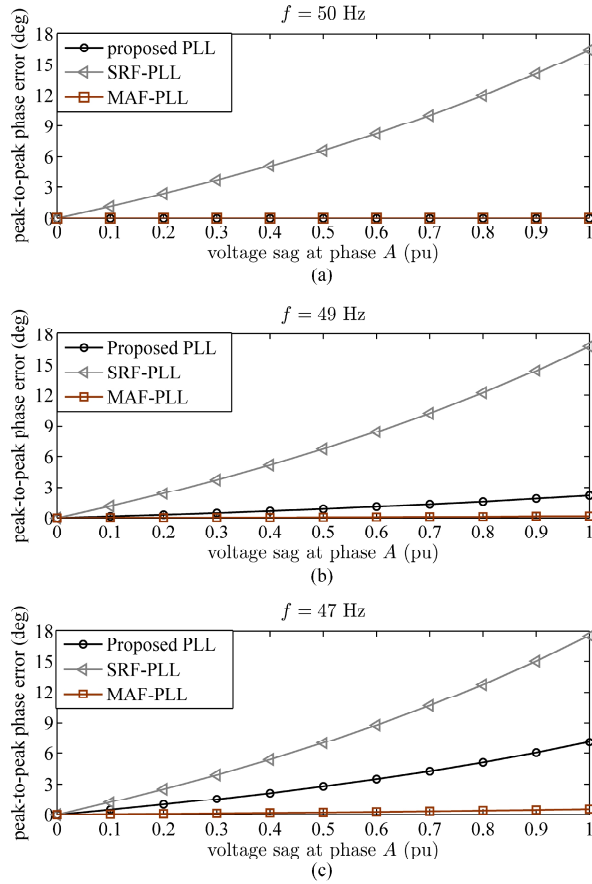 f = 50 Hz
peak-to-peak phase error (deg)
18
15
12
9
6
3
0
proposed PLL
SRF-PLL
MAF-PLL
0 0.1 0.2 0.3 0.4 0.5 0.6 0.7 0.8 0.9 1
voltage sag at phase A (pu)
(a)
f = 49 Hz
peak-to-peak phase error (deg)
18
15
12
9
6
3
0
Proposed PLL
SRF-PLL
MAF-PLL
0 0.1 0.2 0.3 0.4 0.5 0.6 0.7 0.8 0.9 1
voltage sag at phase A (pu)
(b)
f = 47 Hz
peak-to-peak phase error (deg)
18
15
12
9
6
3
0
Proposed PLL
SRF-PLL
MAF-PLL
0 0.1 0.2 0.3 0.4 0.5 0.6 0.7 0.8 0.9 1
voltage sag at phase A (pu)
(c)